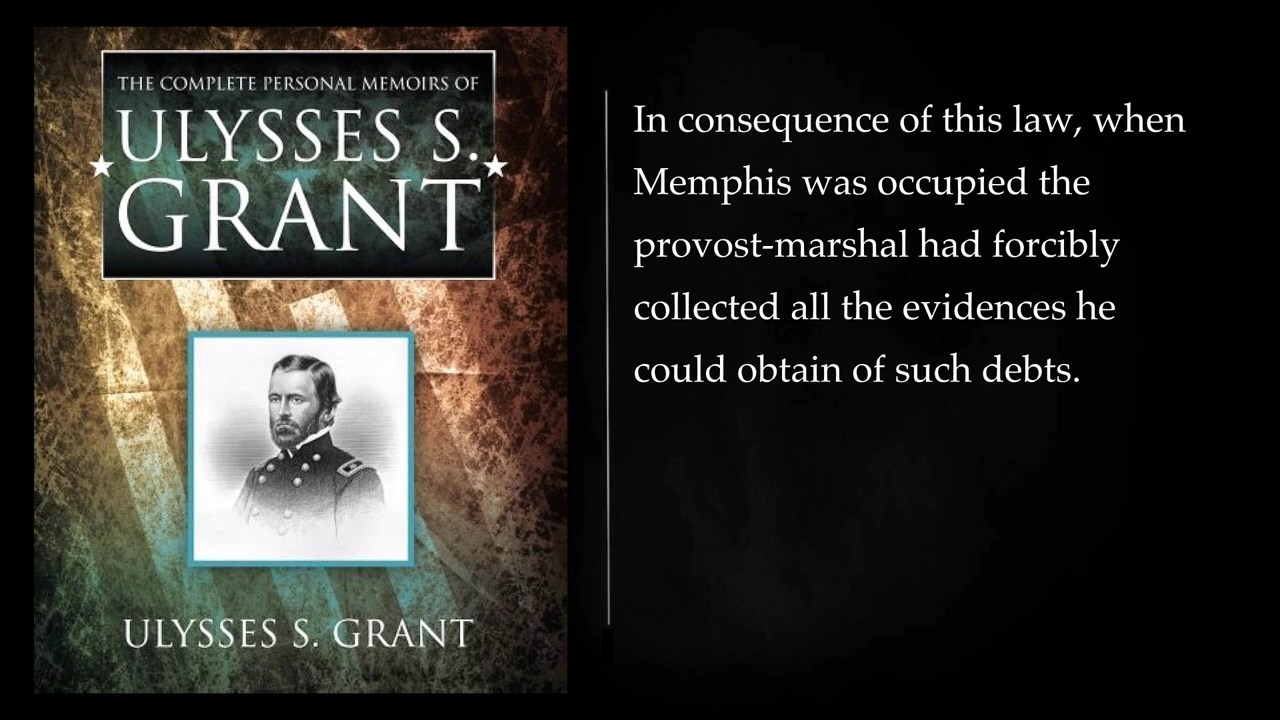 THE COMPLETE PERSONAL MEMOIRS OF
ULYSSES S.
GRANT
ULYSSES S. GRANT
In consequence of this law, when
Memphis was occupied the
provost-marshal had forcibly
collected all the evidences he
could obtain of such debts.